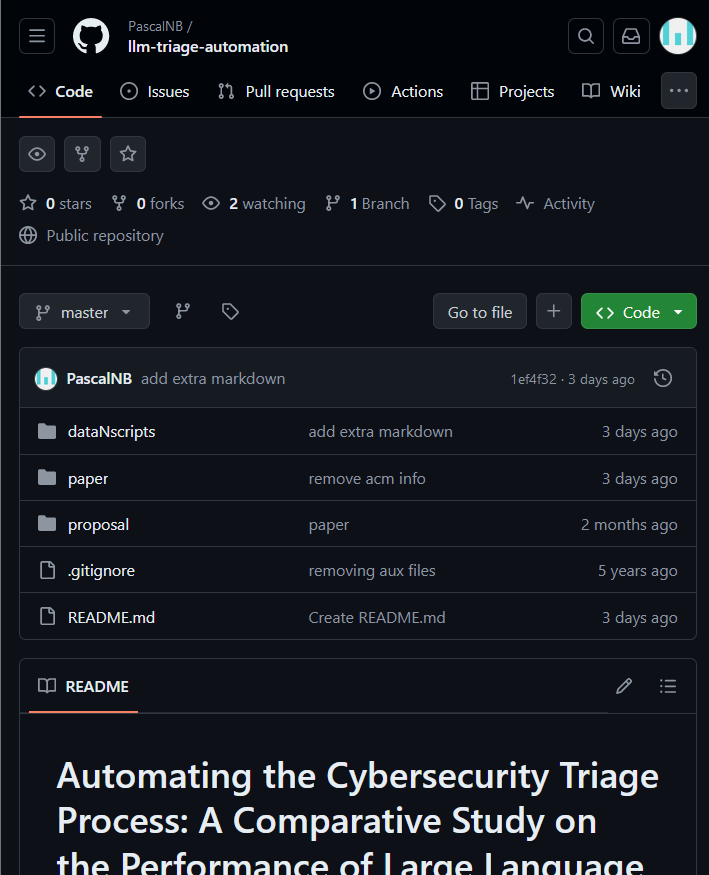 PascalNB /
llm-triage-automation
Code Issues Pull requests Actions Projects Wiki
0 stars 0 forks 2 watching 1 Branch 0 Tags Activity
Public repository
master Go to file Code
PascalNB add extra markdown 1ef4f32 · 3 days ago
dataNscripts add extra markdown 3 days ago
paper remove acm info 3 days ago
proposal paper 2 months ago
.gitignore removing aux files 5 years ago
README.md Create README.md 3 days ago
README
Automating the Cybersecurity Triage
Process: A Comparative Study on
the Performance of Large Language